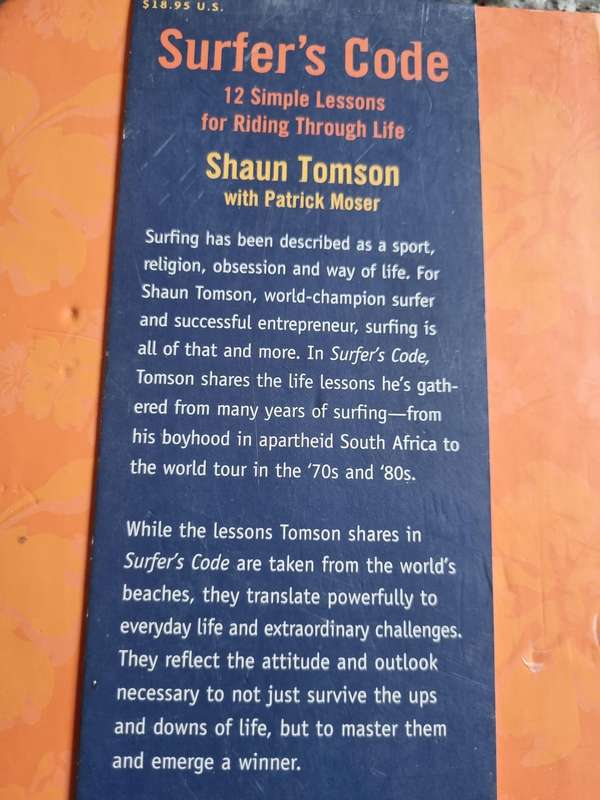 $18.95 U.S.
Surfer's Code
12 Simple Lessons
for Riding Through Life
Shaun Tomson
with Patrick Moser
Surfing has been described as a sport,
religion, obsession and way of life. For
Shaun Tomson, world-champion surfer
and successful entrepreneur, surfing is
all of that and more. In Surfer's Code,
Tomson shares the life lessons he's gath-
ered from many years of surfing—from
his boyhood in apartheid South Africa to
the world tour in the '70s and '80s.
While the lessons Tomson shares in
Surfer's Code are taken from the world's
beaches, they translate powerfully to
everyday life and extraordinary challenges.
They reflect the attitude and outlook
necessary to not just survive the ups
and downs of life, but to master them
and emerge a winner.